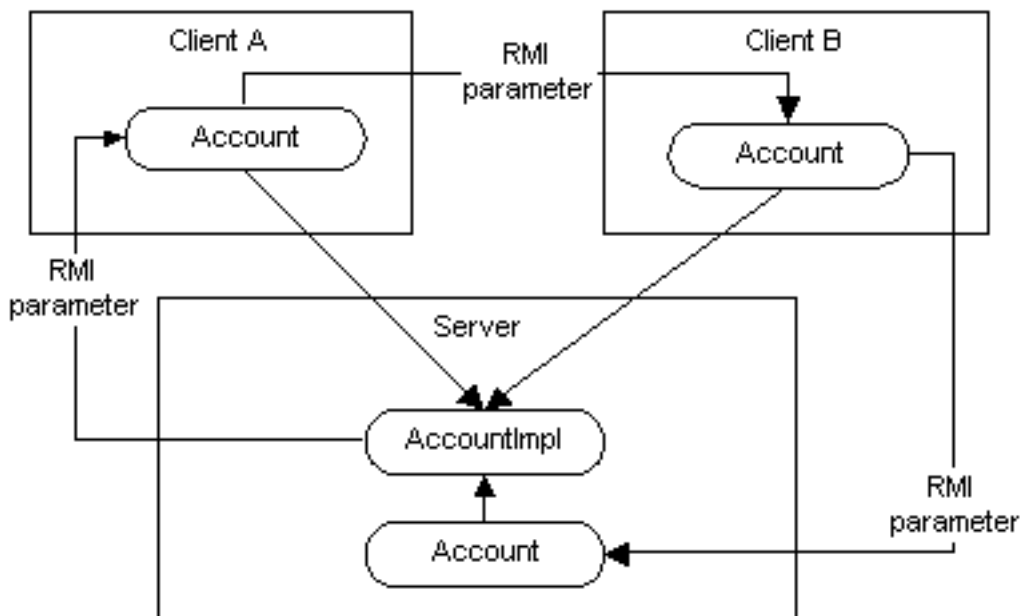 Client A
Client B
RMI
parameter
Account
Account
RMI
parameter
Server
AccountImpl
RMI
parameter
Account